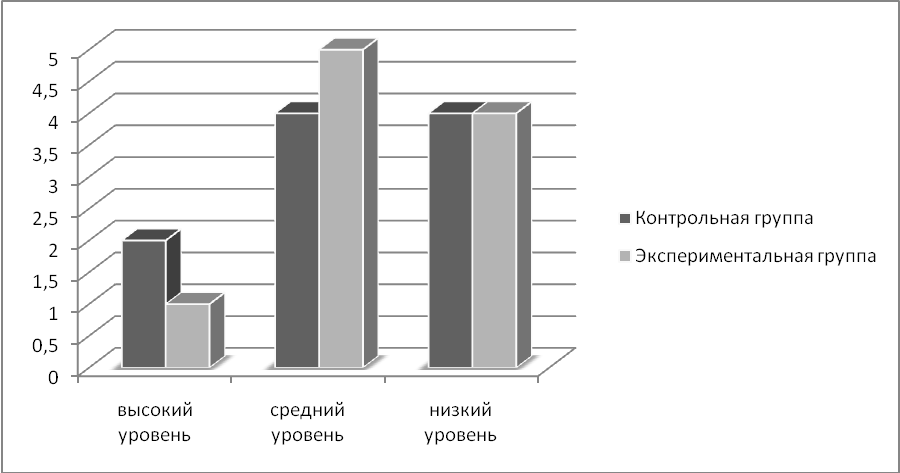 5
4,5
4
3,5
3
2,5
2
1,5
1
0,5
0
высокий
уровень
средний
уровень
низкий
уровень
Контрольная группа
Экспериментальная группа